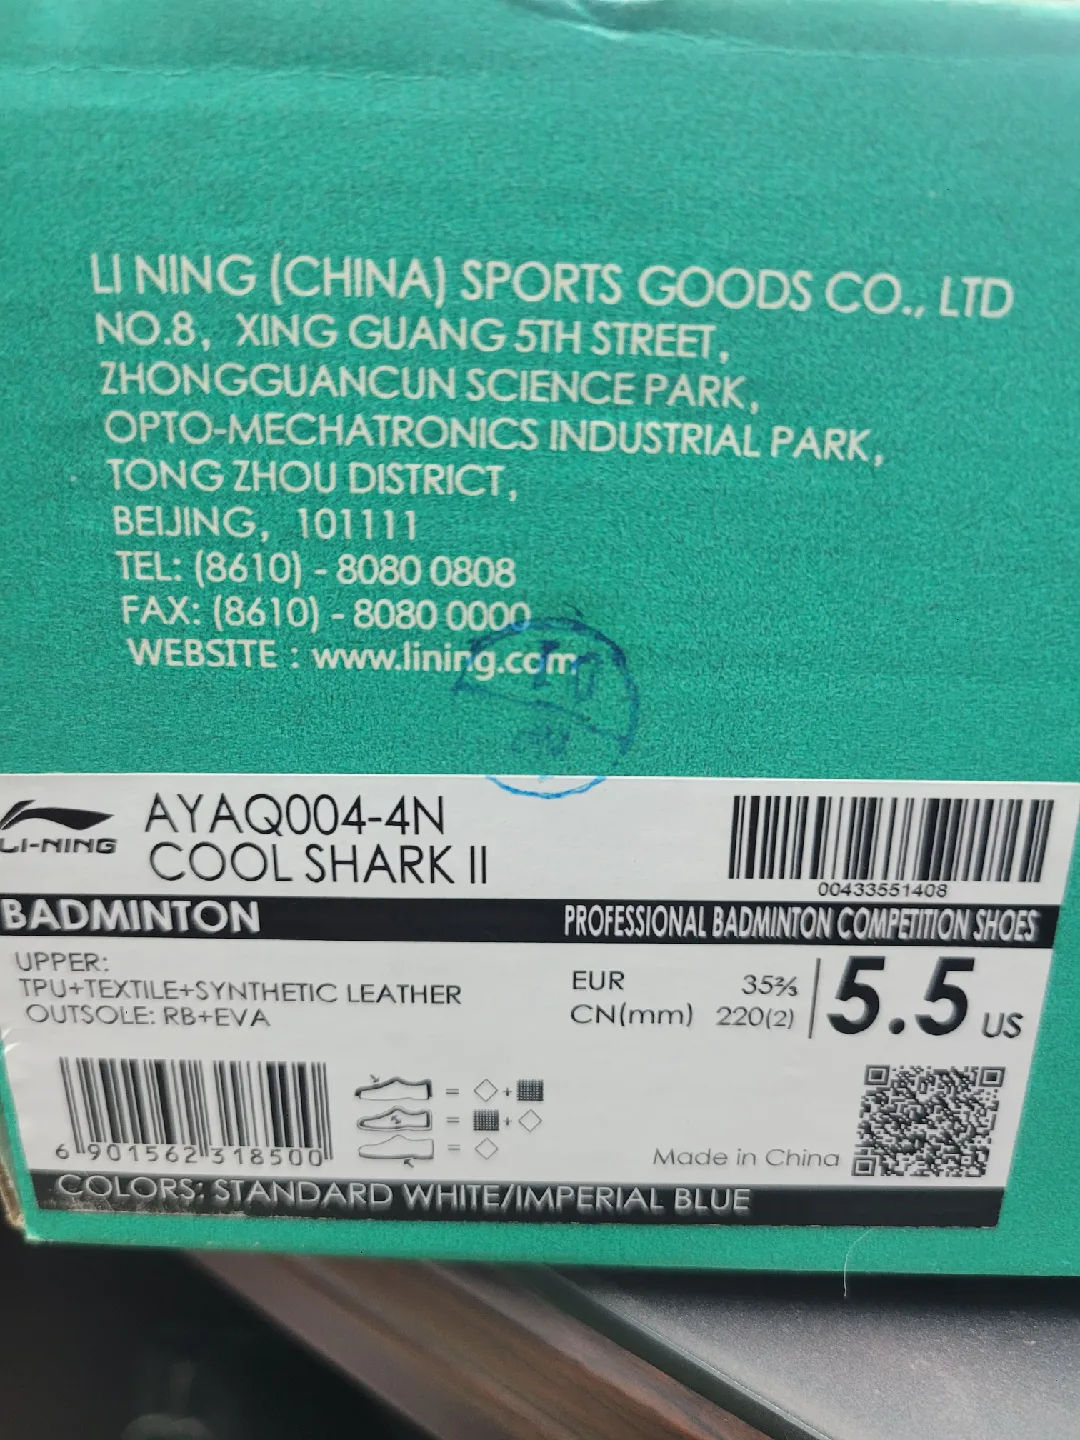 LI NING (CHINA) SPORTS GOODS CO., LTD
NO.8, XING GUANG 5TH STREET,
ZHONGGUANCUN SCIENCE PARK,
OPTO-MECHATRONICS INDUSTRIAL PARK,
TONG ZHOU DISTRICT,
BEIJING, 101111
TEL: (8610) - 8080 0808
FAX: (8610) - 8080 0000
WEBSITE : www.lining.com
LI-NING
AYAQ004-4N
COOL SHARK II
00433551408
BADMINTON
PROFESSIONAL BADMINTON COMPETITION SHOES
UPPER:
TPU+TEXTILE+SYNTHETIC LEATHER
OUTSOLE: RB+EVA
EUR 35⅔
CN(mm) 220(2)
5.5 US
6 901562 318500
Made in China
COLORS: STANDARD WHITE/IMPERIAL BLUE